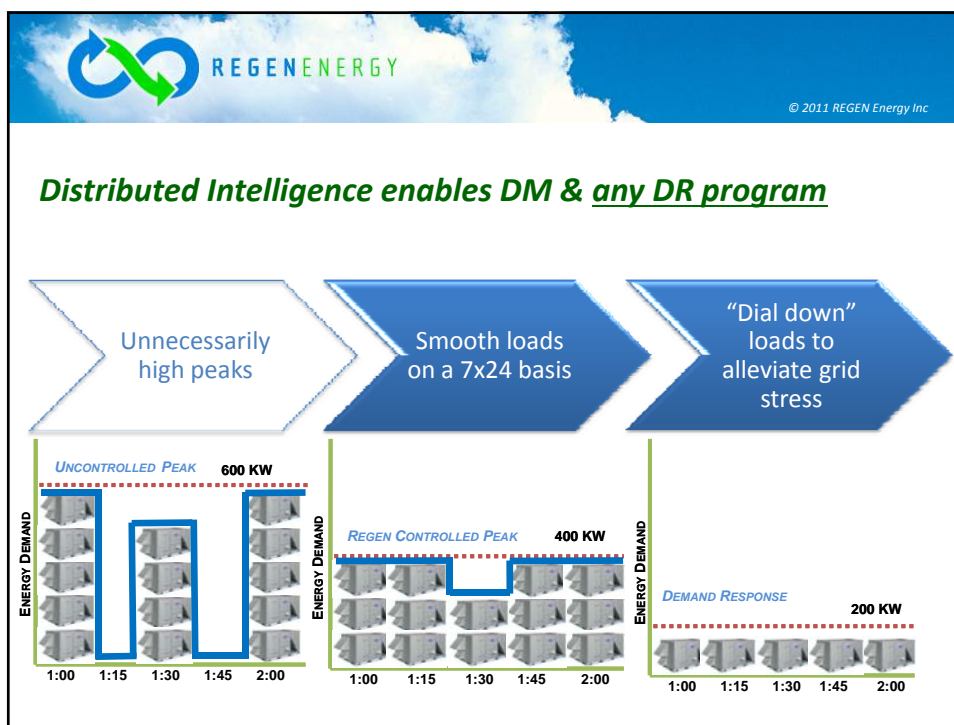 REGENENERGY
© 2011 REGEN Energy Inc
Distributed Intelligence enables DM & any DR program
Unnecessarily
high peaks
Smooth loads
on a 7x24 basis
“Dial down”
loads to
alleviate grid
stress
UNCONTROLLED PEAK 600 KW
ENERGY DEMAND
1:00 1:15 1:30 1:45 2:00
REGEN CONTROLLED PEAK 400 KW
ENERGY DEMAND
1:00 1:15 1:30 1:45 2:00
DEMAND RESPONSE
200 KW
ENERGY DEMAND
1:00 1:15 1:30 1:45 2:00